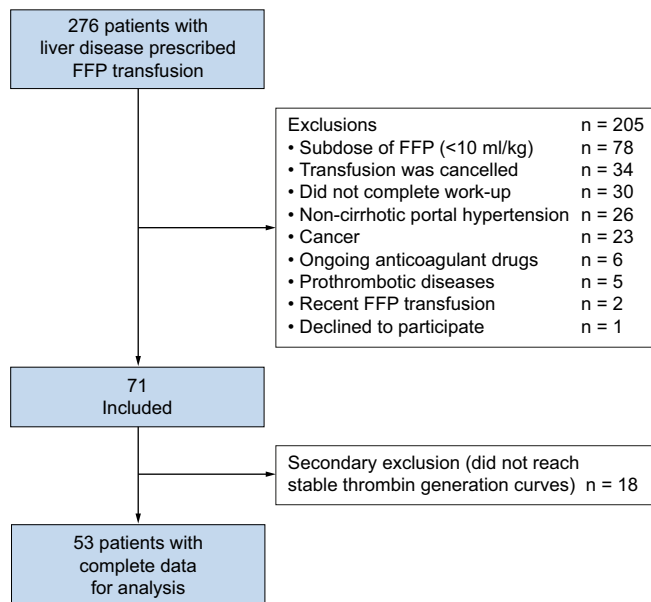 276 patients with
liver disease prescribed
FFP transfusion
Exclusions n = 205
• Subdose of FFP (<10 ml/kg) n = 78
• Transfusion was cancelled n = 34
• Did not complete work-up n = 30
• Non-cirrhotic portal hypertension n = 26
• Cancer n = 23
• Ongoing anticoagulant drugs n = 6
• Prothrombotic diseases n = 5
• Recent FFP transfusion n = 2
• Declined to participate n = 1
71
Included
Secondary exclusion (did not reach
stable thrombin generation curves) n = 18
53 patients with
complete data
for analysis